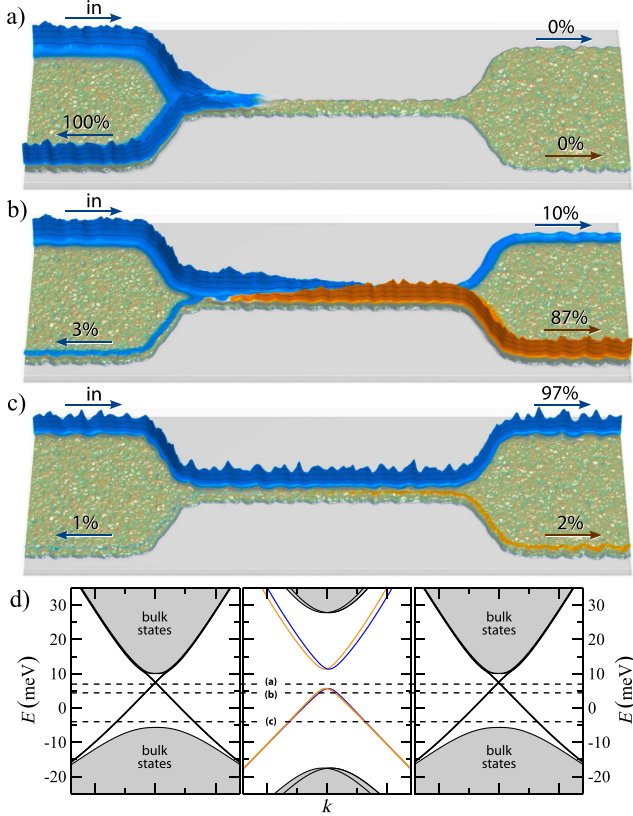 a)
in
0%
100%
0%
b)
in
10%
3%
87%
c)
in
97%
1%
2%
d)
30
20
10
0
-10
-20
E (meV)
bulk
states
bulk
states
(a)
(b)
(c)
k
bulk
states
bulk
states
30
20
10
0
-10
-20
E (meV)